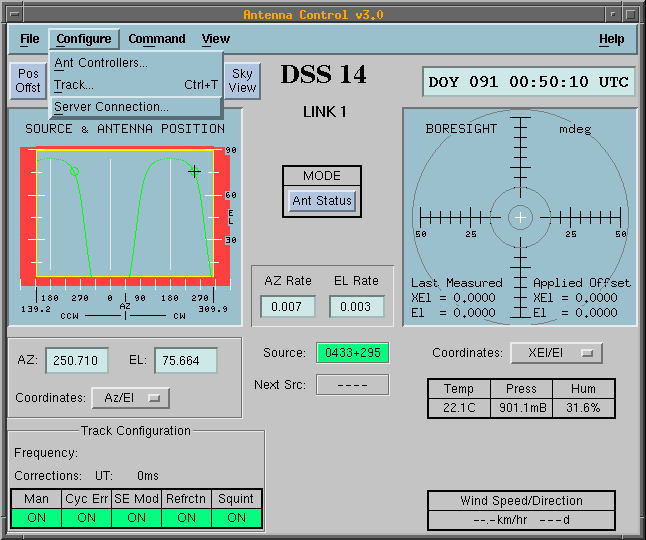 Antenna Control v3.0
File Configure Command View Help
Ant Controllers...
Track... Ctrl+T
Server Connection...
Pos Offst
Sky View
DSS 14
LINK 1
DOY 091 00:50:10 UTC
SOURCE & ANTENNA POSITION
90
60
EL
30
180 270 0 90 180 270
AZ
139.2 309.9
CCW CW
MODE
Ant Status
AZ Rate EL Rate
0.007 0.003
BORESIGHT mdeg
50 25 25 50
Last Measured Applied Offset
XEl = 0.0000 XEl = 0.0000
El = 0.0000 El = 0.0000
AZ: 250.710 EL: 75.664
Coordinates: Az/El
Source: 0433+295
Next Src: ----
Coordinates: XEl/El
Temp Press Hum
22.1C 901.1mB 31.6%
Track Configuration
Frequency:
Corrections: UT: 0ms
Man Cyc Err SE Mod Refrctn Squint
ON ON ON ON ON
Wind Speed/Direction
--.-km/hr ---d